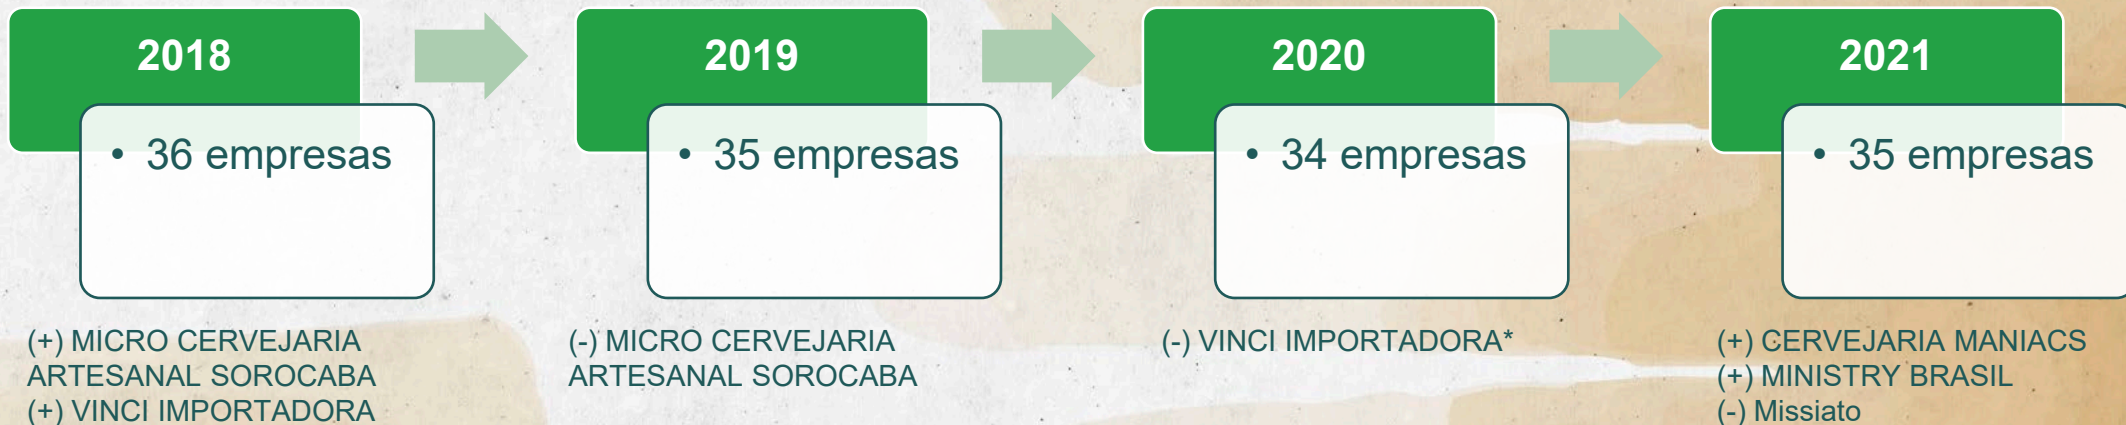 2018
• 36 empresas
(+) MICRO CERVEJARIA
ARTESANAL SOROCABA
(+) VINCI IMPORTADORA
2019
• 35 empresas
(-) MICRO CERVEJARIA
ARTESANAL SOROCABA
2020
• 34 empresas
(-) VINCI IMPORTADORA*
2021
• 35 empresas
(+) CERVEJARIA MANIACS
(+) MINISTRY BRASIL
(-) Missiato